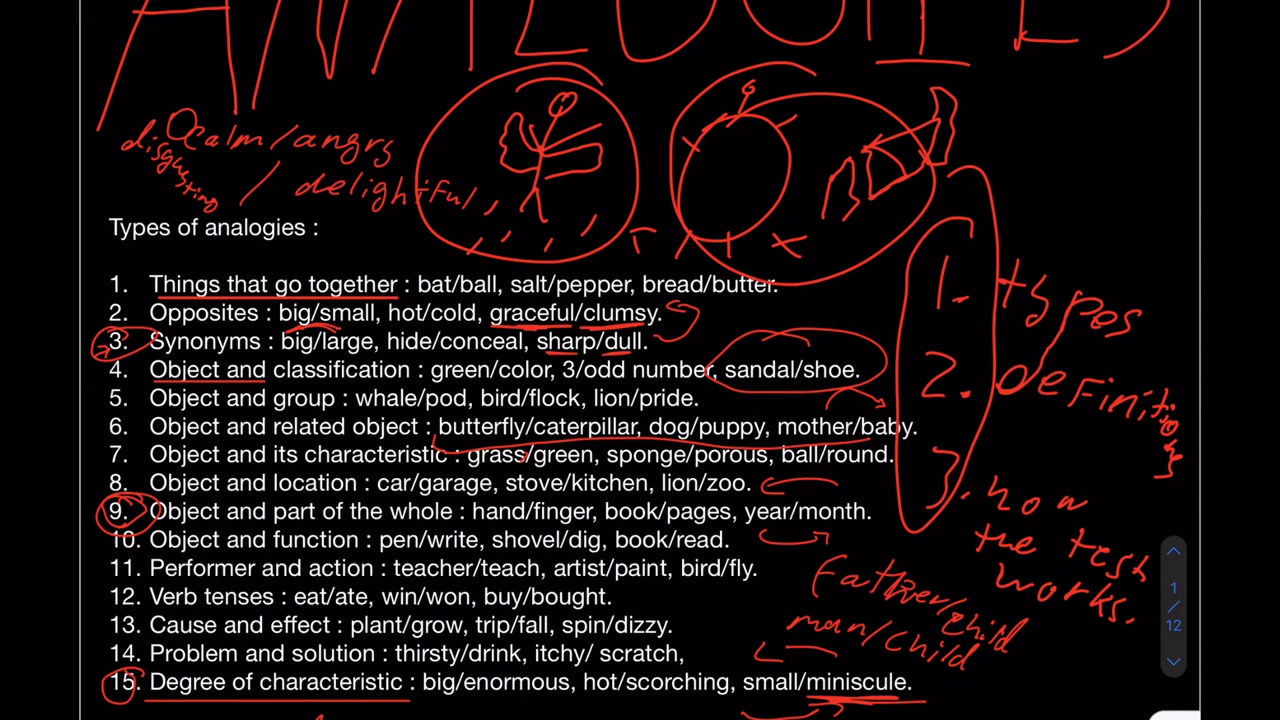 calm/angry
disgusting / delightful,
Types of analogies :
1. Things that go together : bat/ball, salt/pepper, bread/butter.
2. Opposites : big/small, hot/cold, graceful/clumsy.
3. Synonyms : big/large, hide/conceal, sharp/dull.
4. Object and classification : green/color, 3/odd number, sandal/shoe.
5. Object and group : whale/pod, bird/flock, lion/pride.
6. Object and related object : butterfly/caterpillar, dog/puppy, mother/baby.
7. Object and its characteristic : grass/green, sponge/porous, ball/round.
8. Object and location : car/garage, stove/kitchen, lion/zoo.
9. Object and part of the whole : hand/finger, book/pages, year/month.
10. Object and function : pen/write, shovel/dig, book/read.
11. Performer and action : teacher/teach, artist/paint, bird/fly.
12. Verb tenses : eat/ate, win/won, buy/bought.
13. Cause and effect : plant/grow, trip/fall, spin/dizzy.
14. Problem and solution : thirsty/drink, itchy/ scratch,
15. Degree of characteristic : big/enormous, hot/scorching, small/miniscule.
1. types
2. definitions
3. how
the test
works.
father/child
man/child
1
/
12